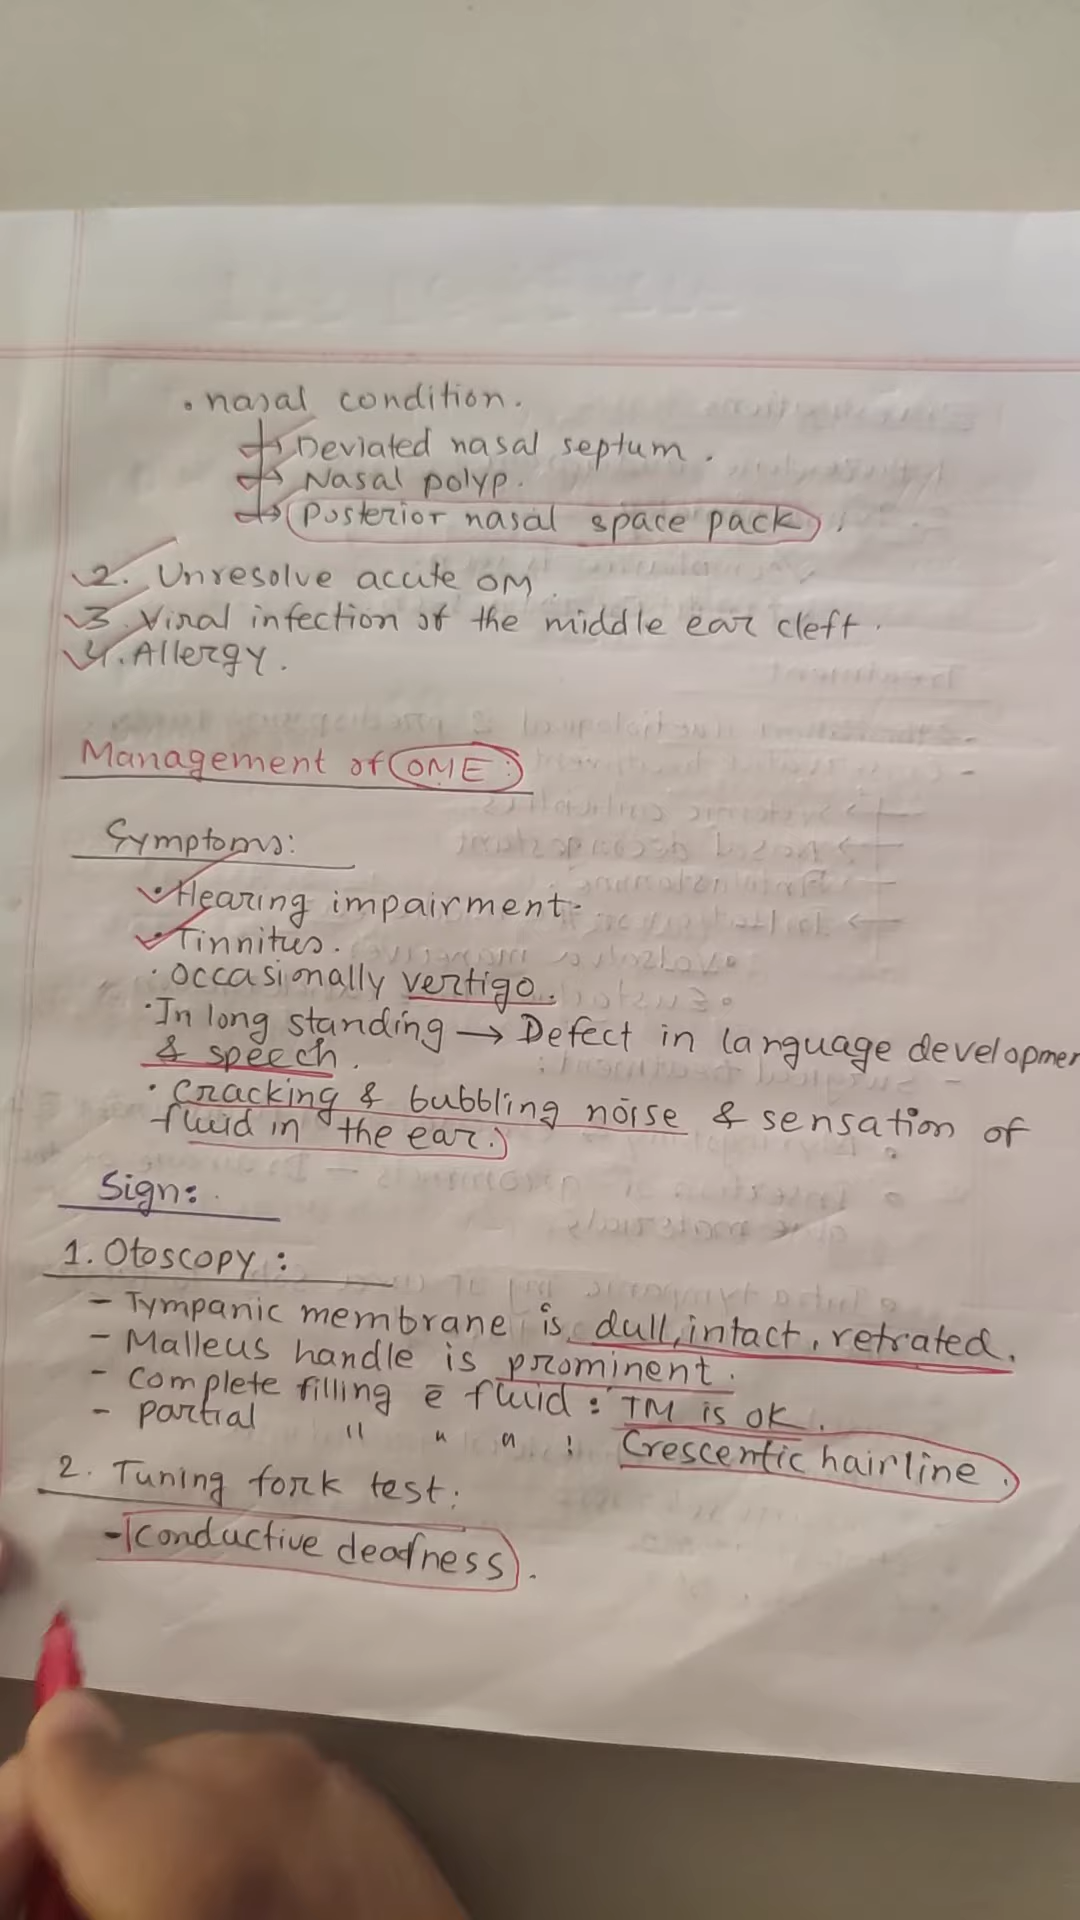 • nasal condition.
→ Deviated nasal septum.
→ Nasal polyp.
→ Posterior nasal space pack.
2. Unresolve acute OM.
3. Viral infection of the middle ear cleft.
4. Allergy.
Management of OME:
Symptoms:
• Hearing impairment.
• Tinnitus.
• Occasionally vertigo.
• In long standing → Defect in language developmen
& speech.
• Cracking & bubbling noise & sensation of
fluid in the ear.
Sign:
1. Otoscopy:
- Tympanic membrane is dull, intact, retrated.
- Malleus handle is prominent.
- Complete filling c̄ fluid: TM is OK.
- partial " " " : Crescentic hairline.
2. Tuning fork test:
- Conductive deafness.